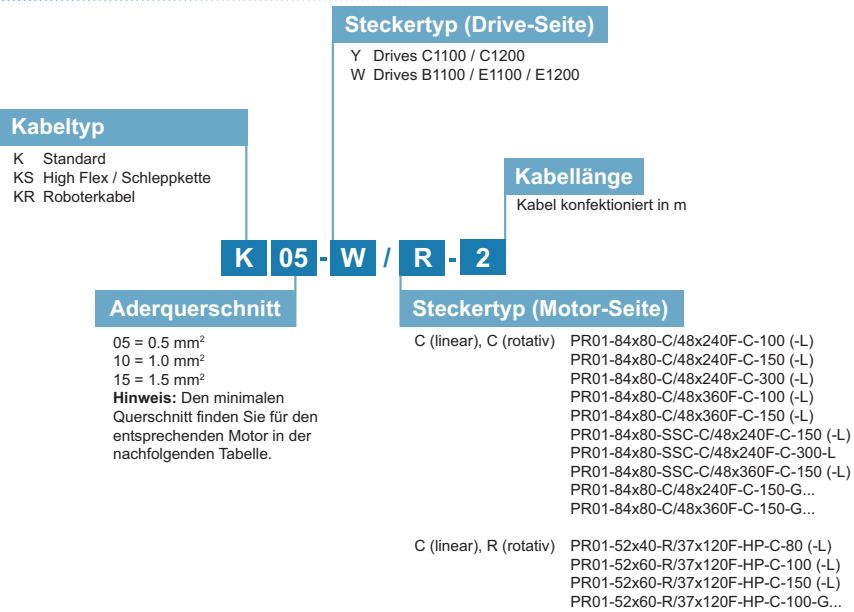 Steckertyp (Drive-Seite)
Y Drives C1100 / C1200
W Drives B1100 / E1100 / E1200
Kabeltyp
K Standard
KS High Flex / Schleppkette
KR Roboterkabel
Kabellänge
Kabel konfektioniert in m
K 05 - W / R - 2
Aderquerschnitt
05 = 0.5 mm²
10 = 1.0 mm²
15 = 1.5 mm²
Hinweis: Den minimalen
Querschnitt finden Sie für den
entsprechenden Motor in der
nachfolgenden Tabelle.
Steckertyp (Motor-Seite)
C (linear), C (rotativ) PR01-84x80-C/48x240F-C-100 (-L)
PR01-84x80-C/48x240F-C-150 (-L)
PR01-84x80-C/48x240F-C-300 (-L)
PR01-84x80-C/48x360F-C-100 (-L)
PR01-84x80-C/48x360F-C-150 (-L)
PR01-84x80-SSC-C/48x240F-C-150 (-L)
PR01-84x80-SSC-C/48x240F-C-300-L
PR01-84x80-SSC-C/48x360F-C-150 (-L)
PR01-84x80-C/48x240F-C-150-G...
PR01-84x80-C/48x360F-C-150-G...
C (linear), R (rotativ) PR01-52x40-R/37x120F-HP-C-80 (-L)
PR01-52x60-R/37x120F-HP-C-100 (-L)
PR01-52x60-R/37x120F-HP-C-150 (-L)
PR01-52x60-R/37x120F-HP-C-100-G...